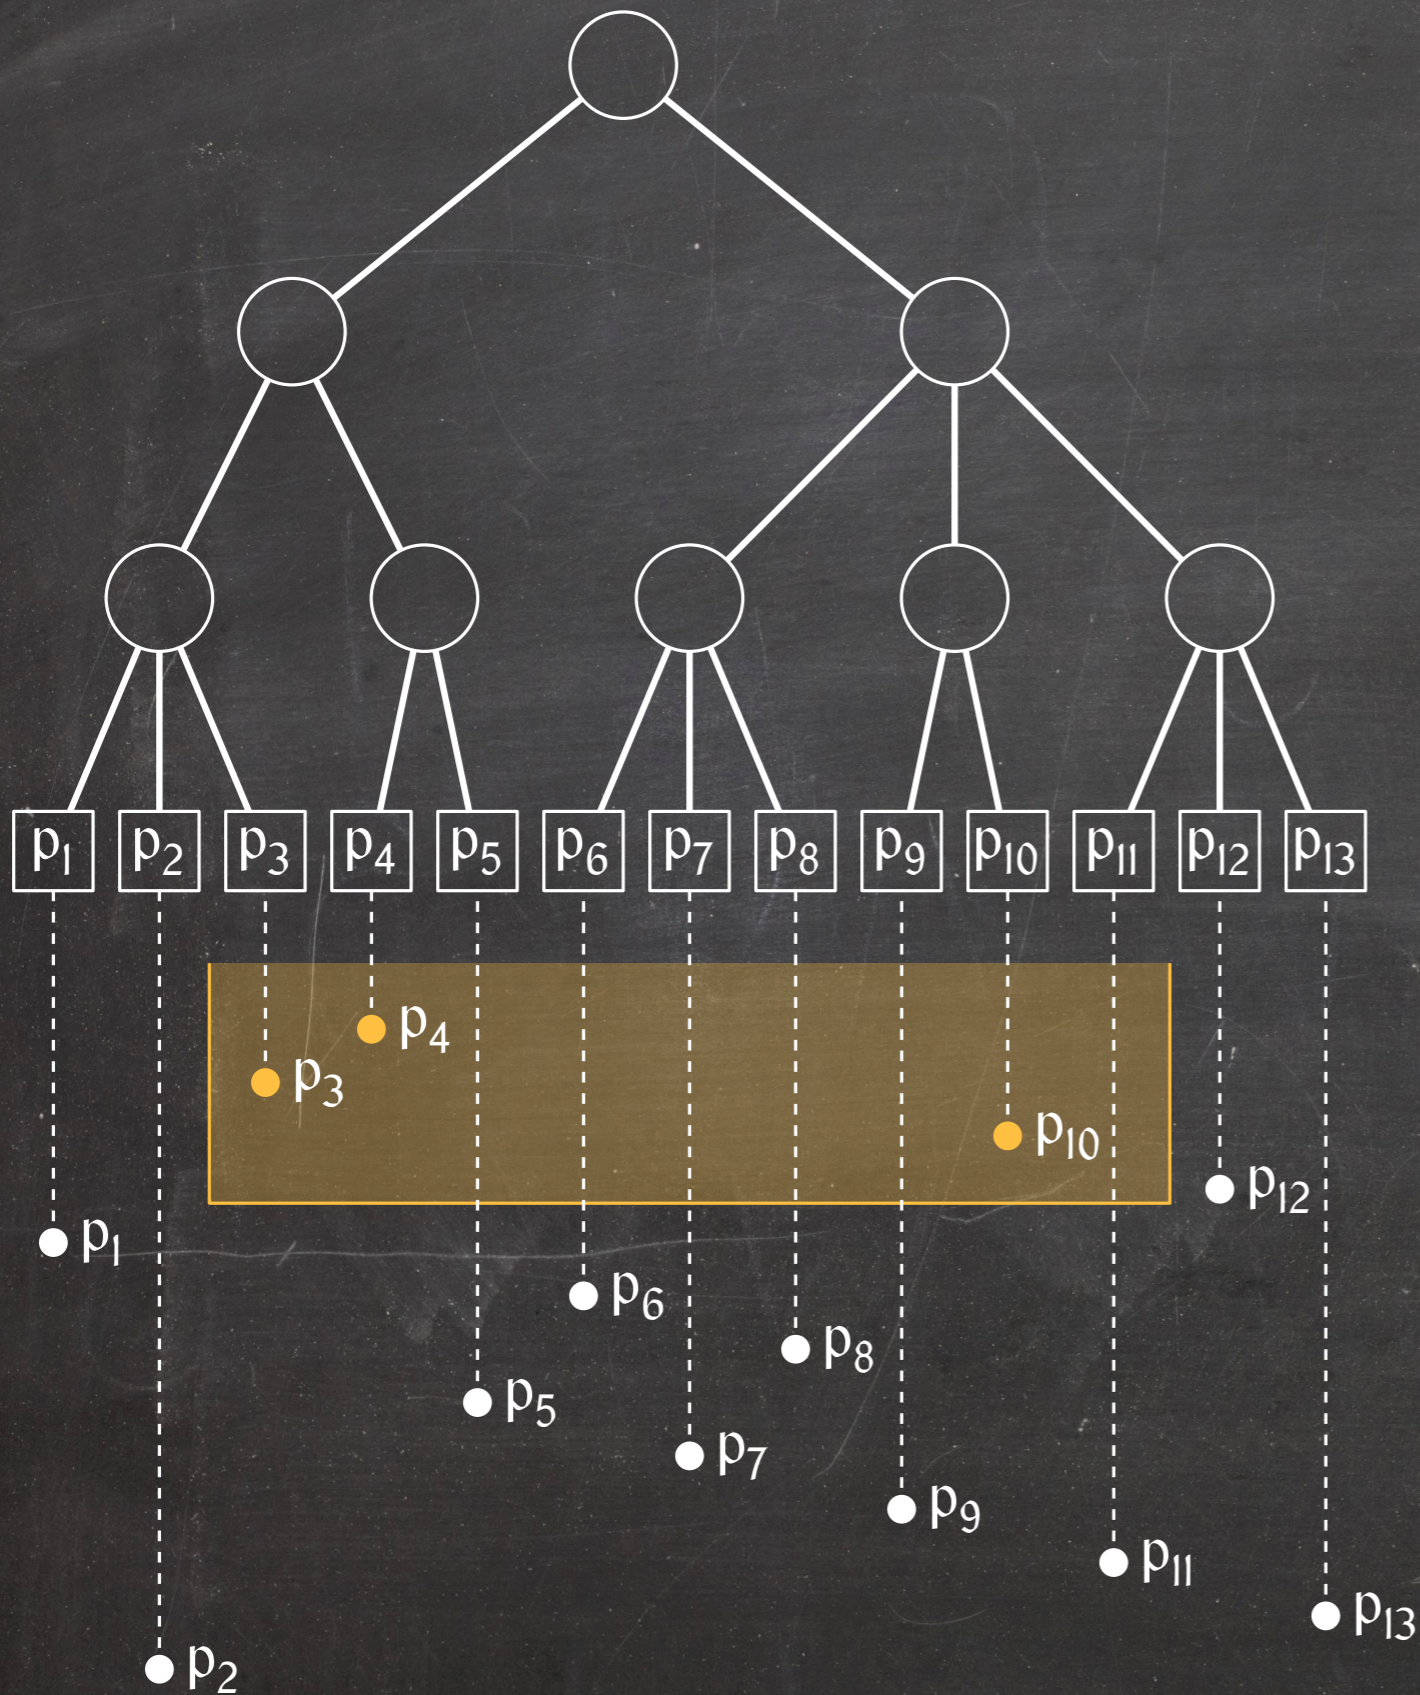 p₁ p₂ p₃ p₄ p₅ p₆ p₇ p₈ p₉ p₁₀ p₁₁ p₁₂ p₁₃
p₄
p₃
p₁₀
p₁₂
p₁
p₆
p₈
p₅
p₇
p₉
p₁₁
p₁₃
p₂